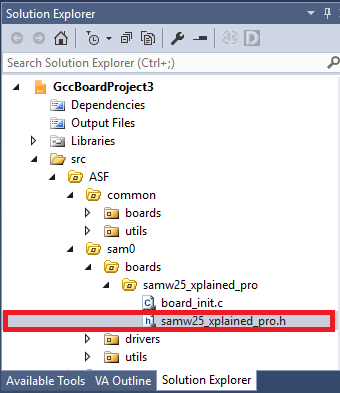 Solution Explorer
Search Solution Explorer (Ctrl+;)
GccBoardProject3
Dependencies
Output Files
Libraries
src
ASF
common
boards
utils
sam0
boards
samw25_xplained_pro
board_init.c
samw25_xplained_pro.h
drivers
utils
Available Tools VA Outline Solution Explorer